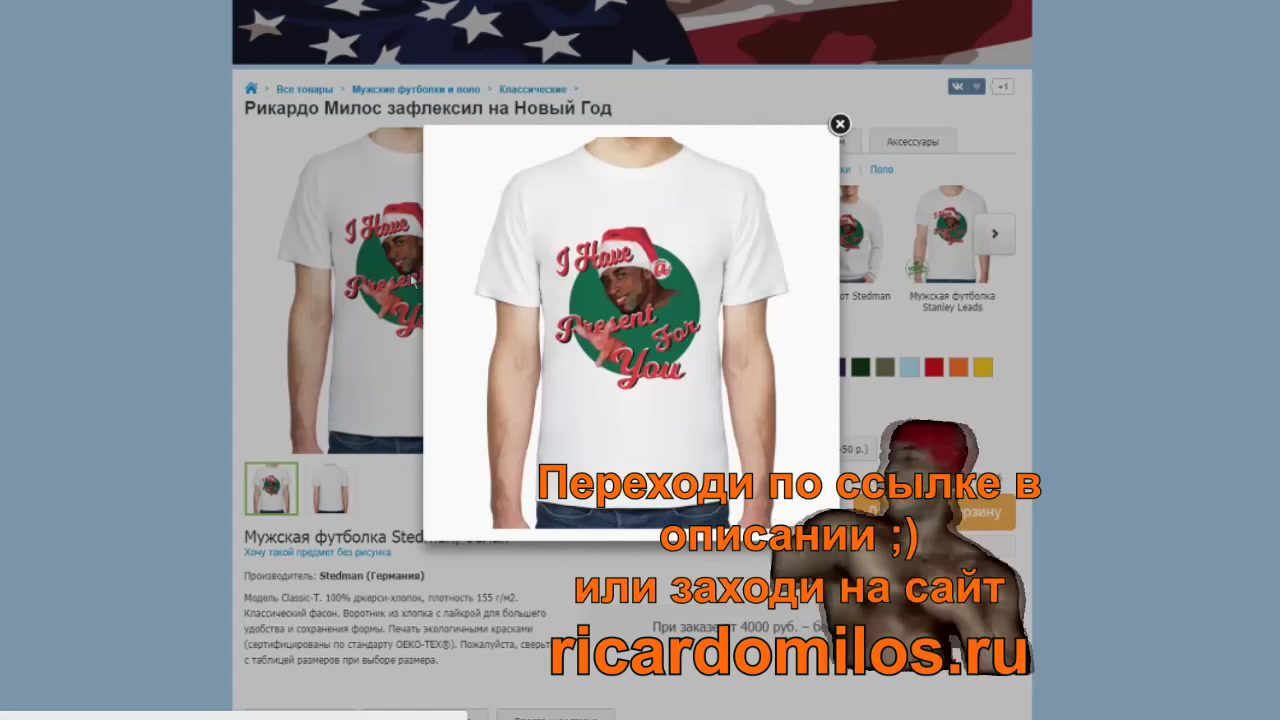 Все товары > Мужские футболки и поло > Классические >
+1
Рикардо Милос зафлексил на Новый Год
Аксессуары
Поло
I Have
a
Present
For
You
I Have
Present
от Stedman
Мужская футболка
Stanley Leads
-50 р.)
Мужская футболка
Хочу такой предмет без рисунка
Производитель: Stedman (Германия)
Модель Classic-T. 100% джерси-хлопок, плотность 155 г/м2.
Классический фасон. Воротник из хлопка с лайкрой для большего
удобства и сохранения формы. Печать экологичными красками
(сертифицированы по стандарту OEKO-TEX®). Пожалуйста, сверьт
с таблицей размеров при выборе размера.
При заказе от 4000 руб. – бе
Переходи по ссылке в
описании ;)
или заходи на сайт
ricardomilos.ru